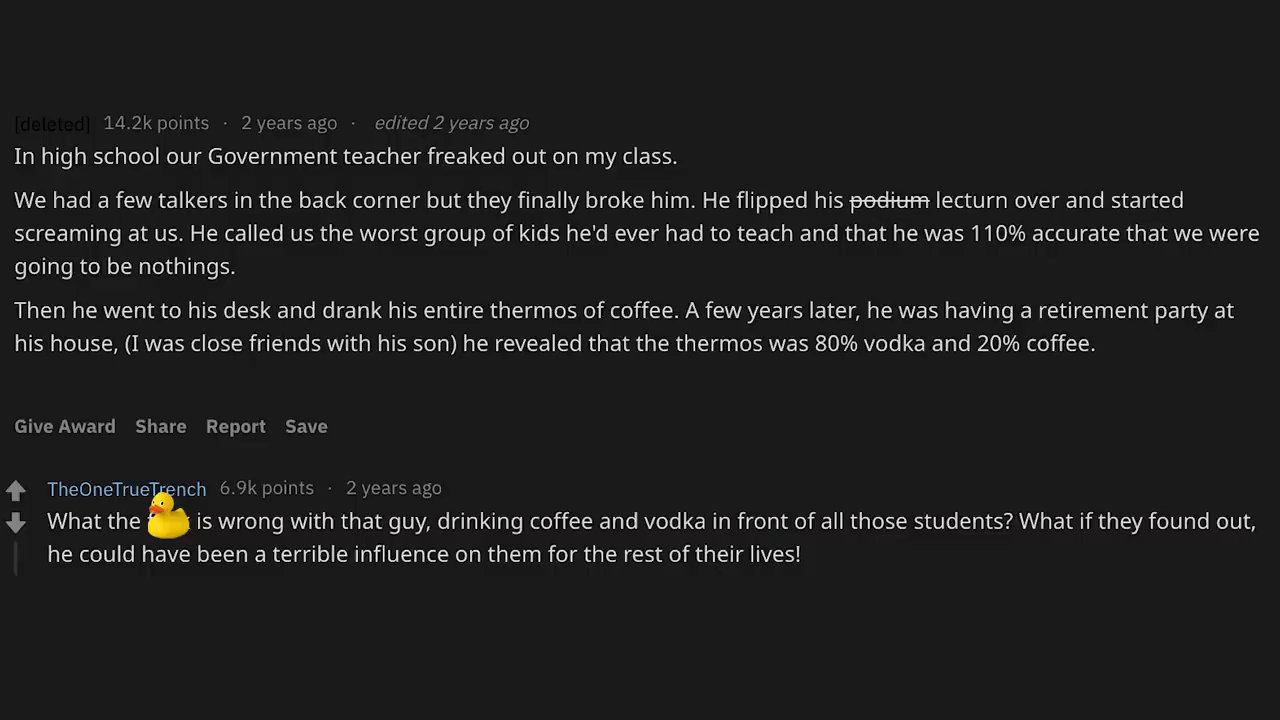 [deleted] 14.2k points · 2 years ago · edited 2 years ago
In high school our Government teacher freaked out on my class.
We had a few talkers in the back corner but they finally broke him. He flipped his podium lecturn over and started
screaming at us. He called us the worst group of kids he'd ever had to teach and that he was 110% accurate that we were
going to be nothings.
Then he went to his desk and drank his entire thermos of coffee. A few years later, he was having a retirement party at
his house, (I was close friends with his son) he revealed that the thermos was 80% vodka and 20% coffee.
Give Award Share Report Save
TheOneTrueTrench 6.9k points · 2 years ago
What the is wrong with that guy, drinking coffee and vodka in front of all those students? What if they found out,
he could have been a terrible influence on them for the rest of their lives!